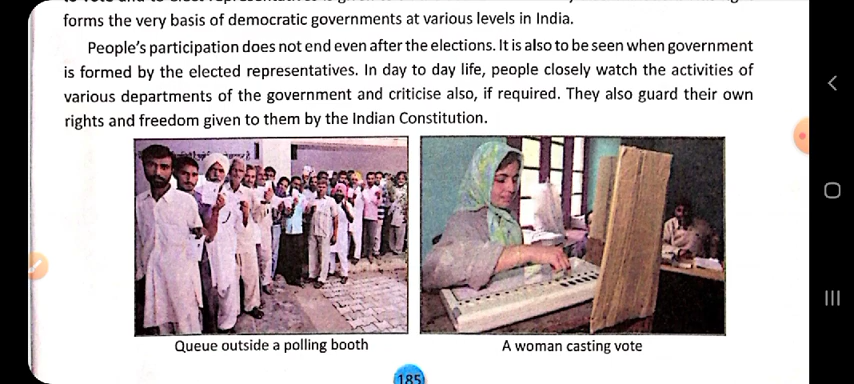 forms the very basis of democratic governments at various levels in India.
People's participation does not end even after the elections. It is also to be seen when government
is formed by the elected representatives. In day to day life, people closely watch the activities of
various departments of the government and criticise also, if required. They also guard their own
rights and freedom given to them by the Indian Constitution.
Queue outside a polling booth
A woman casting vote
185